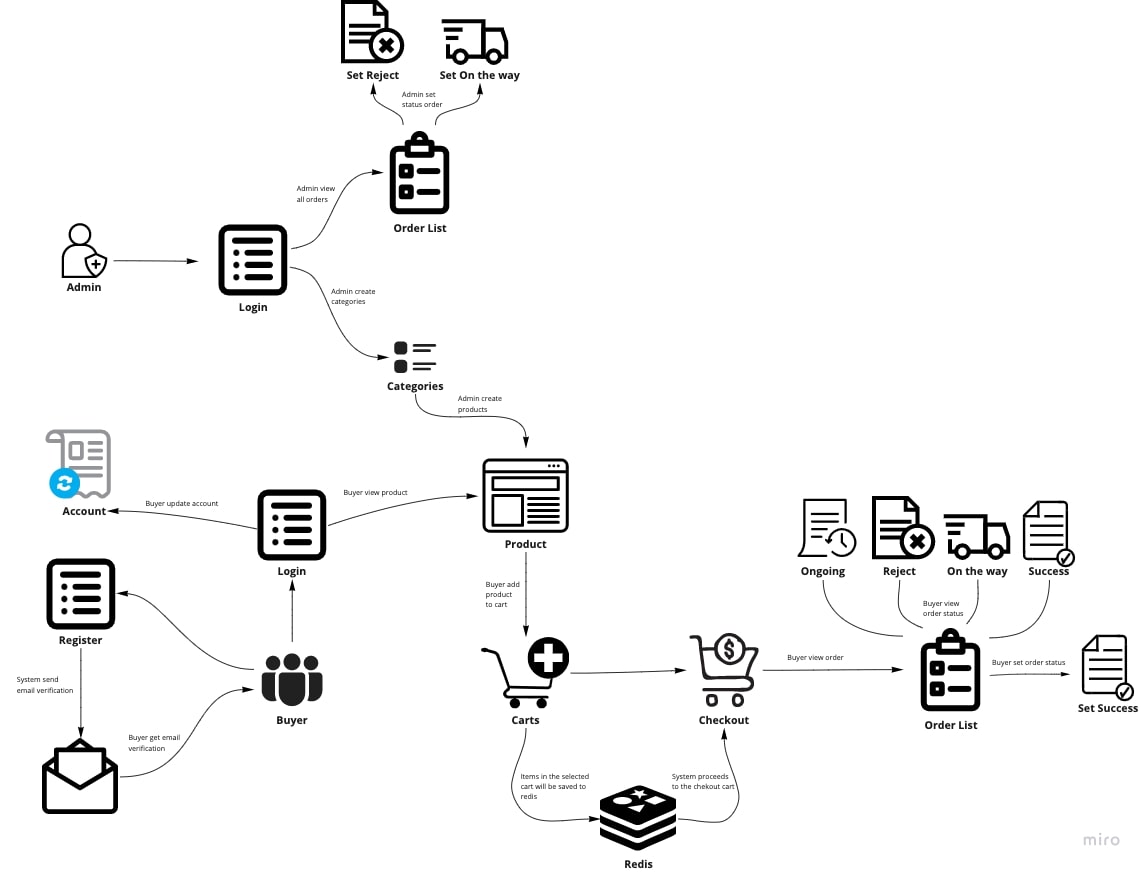 Set Reject
Set On the way
Admin set
status order
Admin view
all orders
Order List
Admin
Login
Admin create
categories
Categories
Admin create
products
Account
Buyer update account
Buyer view product
Login
Product
Register
Buyer add
product
to cart
Ongoing
Reject
On the way
Success
Buyer view
order status
System send
email verification
Buyer
Buyer get email
verification
Carts
Checkout
Buyer view order
Order List
Buyer set order status
Set Success
Items in the selected
cart will be saved to
redis
System proceeds
to the chekout cart
Redis
miro